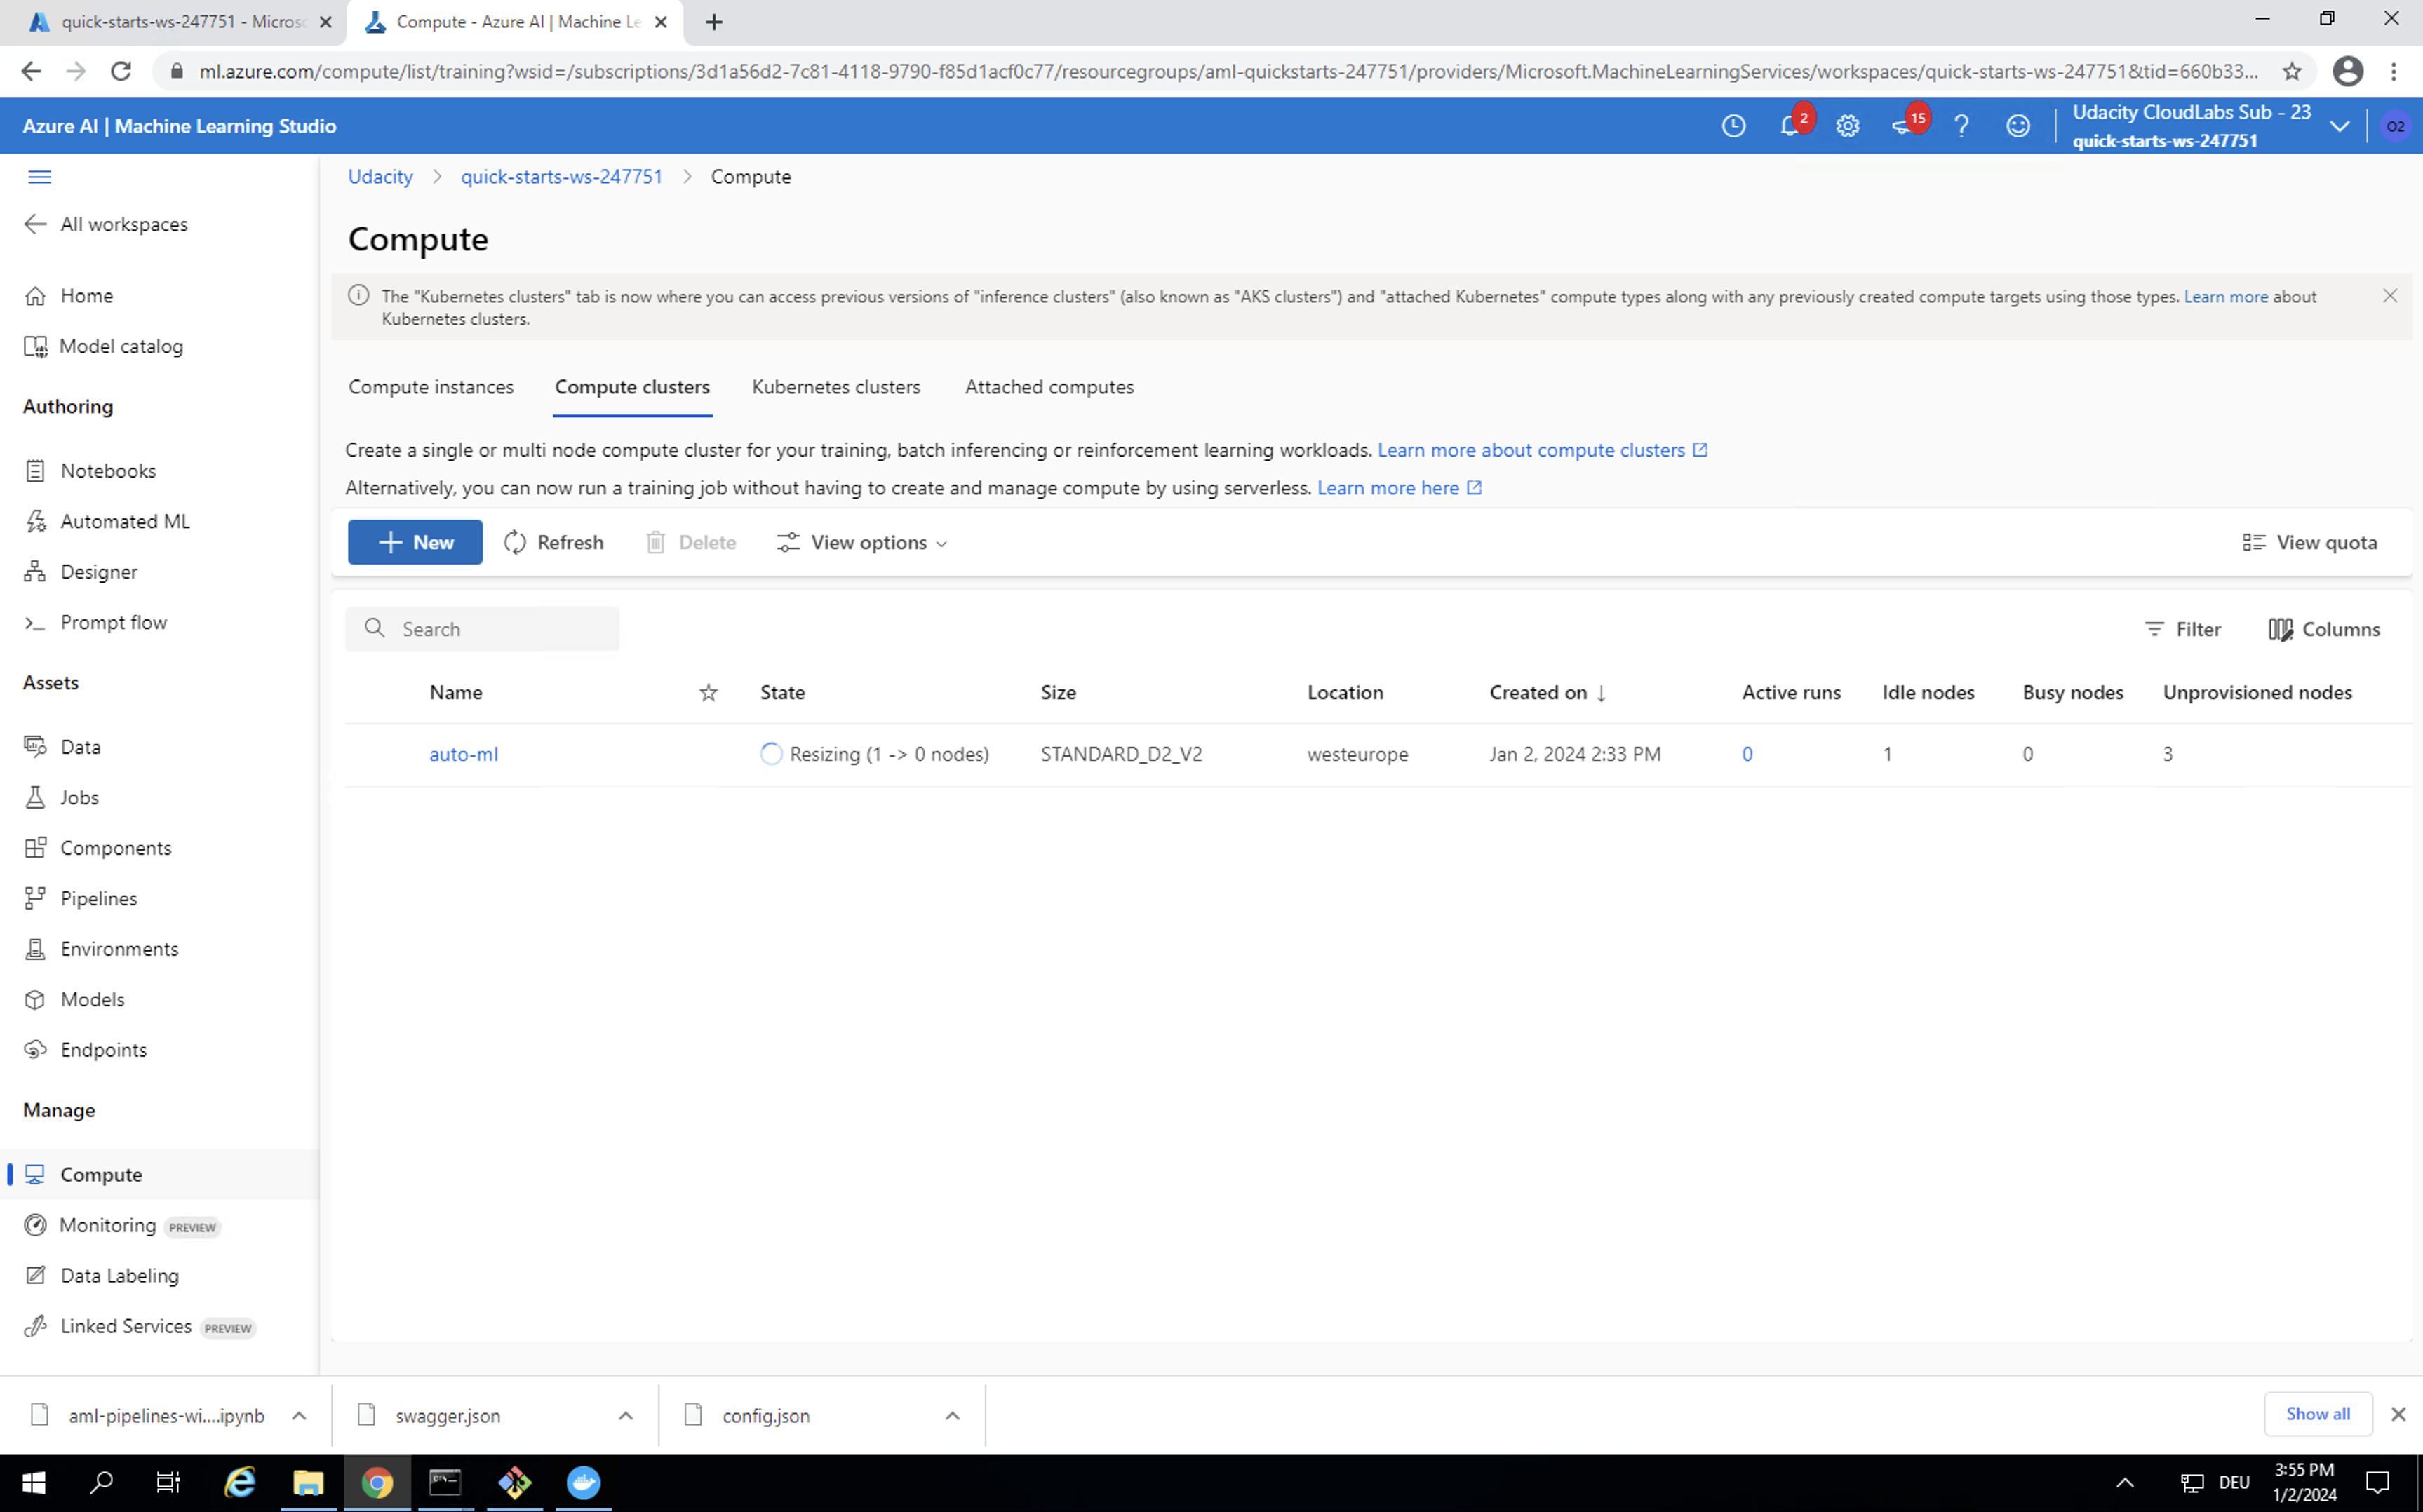 quick-starts-ws-247751 - Micros
Compute - Azure AI | Machine Le
ml.azure.com/compute/list/training?wsid=/subscriptions/3d1a56d2-7c81-4118-9790-f85d1acf0c77/resourcegroups/aml-quickstarts-247751/providers/Microsoft.MachineLearningServices/workspaces/quick-starts-ws-247751&tid=660b33...
Azure AI | Machine Learning Studio
2
15
Udacity CloudLabs Sub - 23
quick-starts-ws-247751
O2
All workspaces
Home
Model catalog
Authoring
Notebooks
Automated ML
Designer
Prompt flow
Assets
Data
Jobs
Components
Pipelines
Environments
Models
Endpoints
Manage
Compute
Monitoring PREVIEW
Data Labeling
Linked Services PREVIEW
Udacity > quick-starts-ws-247751 > Compute
Compute
The "Kubernetes clusters" tab is now where you can access previous versions of "inference clusters" (also known as "AKS clusters") and "attached Kubernetes" compute types along with any previously created compute targets using those types. Learn more about
Kubernetes clusters.
Compute instances Compute clusters Kubernetes clusters Attached computes
Create a single or multi node compute cluster for your training, batch inferencing or reinforcement learning workloads. Learn more about compute clusters
Alternatively, you can now run a training job without having to create and manage compute by using serverless. Learn more here
New Refresh Delete View options View quota
Search Filter Columns
Name State Size Location Created on ↓ Active runs Idle nodes Busy nodes Unprovisioned nodes
auto-ml Resizing (1 -> 0 nodes) STANDARD_D2_V2 westeurope Jan 2, 2024 2:33 PM 0 1 0 3
aml-pipelines-wi....ipynb swagger.json config.json Show all
DEU
3:55 PM
1/2/2024